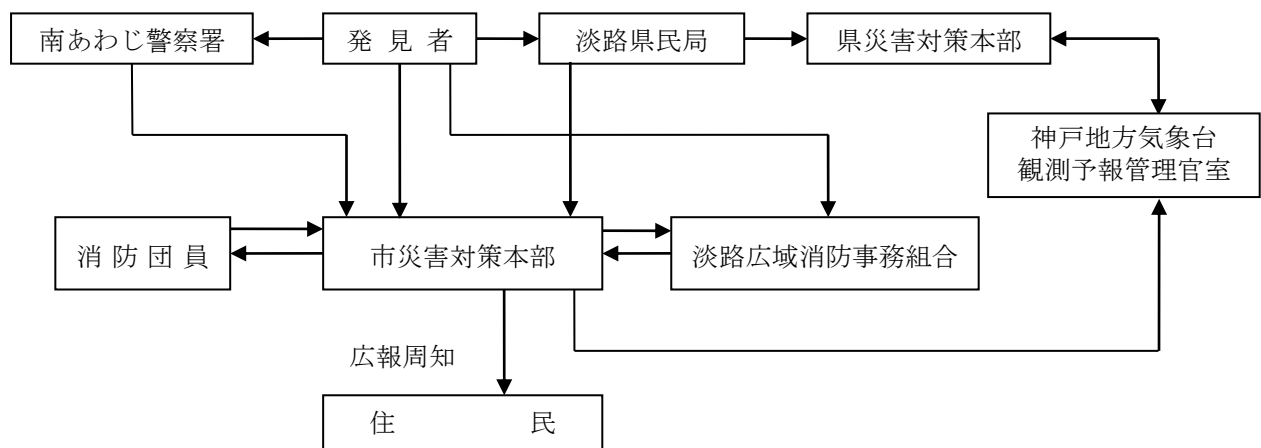 南あわじ警察署
発見者
淡路県民局
県災害対策本部
神戸地方気象台
観測予報管理官室
消防団員
市災害対策本部
淡路広域消防事務組合
広報周知
住民